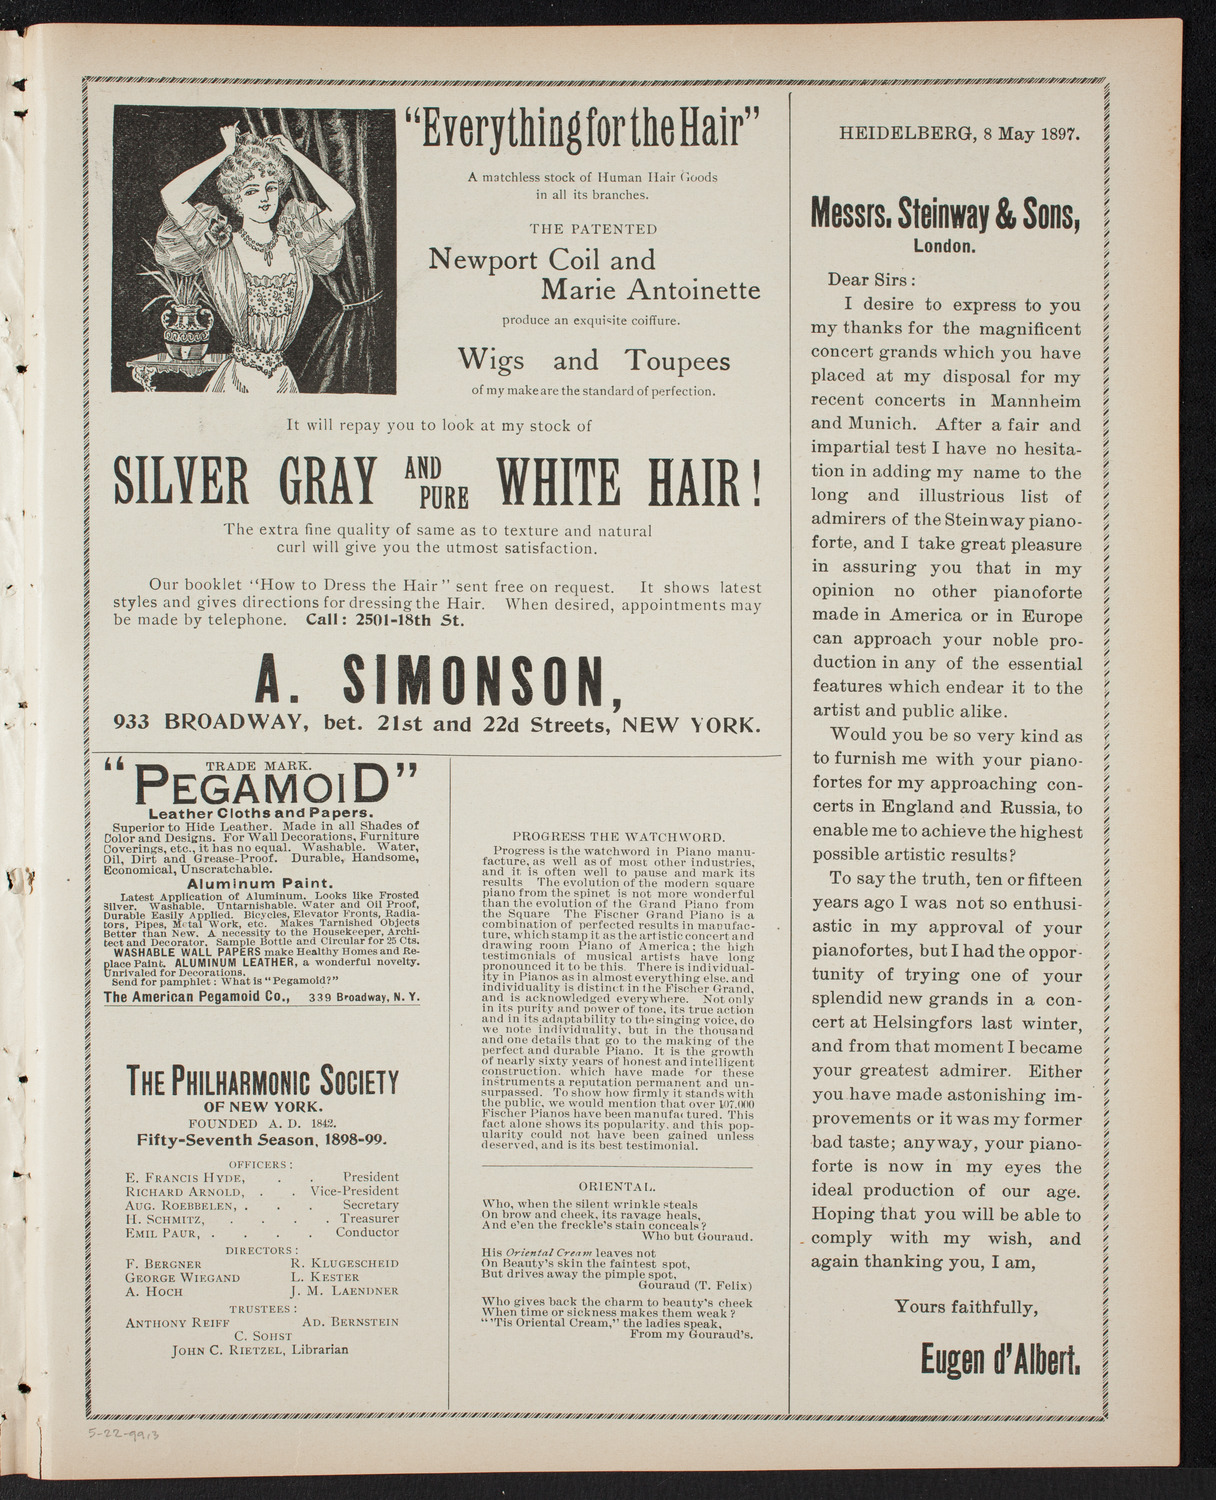 "Everything for the Hair"
A matchless stock of Human Hair Goods
in all its branches.
THE PATENTED
Newport Coil and
Marie Antoinette
produce an exquisite coiffure.
Wigs and Toupees
of my make are the standard of perfection.
It will repay you to look at my stock of
SILVER GRAY AND PURE WHITE HAIR!
The extra fine quality of same as to texture and natural
curl will give you the utmost satisfaction.
Our booklet "How to Dress the Hair" sent free on request. It shows latest
styles and gives directions for dressing the Hair. When desired, appointments may
be made by telephone. Call: 2501-18th St.
A. SIMONSON,
933 BROADWAY, bet. 21st and 22d Streets, NEW YORK.
TRADE MARK.
"PEGAMOID"
Leather Cloths and Papers.
Superior to Hide Leather. Made in all Shades of
Color and Designs. For Wall Decorations, Furniture
Coverings, etc., it has no equal. Washable. Water,
Oil, Dirt and Grease-Proof. Durable, Handsome,
Economical, Unscratchable.
Aluminum Paint.
Latest Application of Aluminum. Looks like Frosted
Silver. Washable. Untarnishable. Water and Oil Proof,
Durable Easily Applied. Bicycles, Elevator Fronts, Radia-
tors, Pipes, Metal Work, etc. Makes Tarnished Objects
Better than New. A necessity to the Housekeeper, Archi-
tect and Decorator. Sample Bottle and Circular for 25 Cts.
WASHABLE WALL PAPERS make Healthy Homes and Re-
place Paint. ALUMINUM LEATHER, a wonderful novelty.
Unrivaled for Decorations.
Send for pamphlet: What is "Pegamoid?"
The American Pegamoid Co., 339 Broadway, N. Y.
THE PHILHARMONIC SOCIETY
OF NEW YORK.
FOUNDED A. D. 1842.
Fifty-Seventh Season, 1898-99.
OFFICERS:
E. FRANCIS HYDE, . . President
RICHARD ARNOLD, . . Vice-President
AUG. ROEBBELEN, . . . Secretary
H. SCHMITZ, . . . . Treasurer
EMIL PAUR, . . . . Conductor
DIRECTORS:
F. BERGNER R. KLUGESCHEID
GEORGE WIEGAND L. KESTER
A. HOCH J. M. LAENDNER
TRUSTEES:
ANTHONY REIFF AD. BERNSTEIN
C. SOHST
JOHN C. RIETZEL, Librarian
PROGRESS THE WATCHWORD.
Progress is the watchword in Piano manu-
facture, as well as of most other industries,
and it is often well to pause and mark its
results The evolution of the modern square
piano from the spinet is not more wonderful
than the evolution of the Grand Piano from
the Square The Fischer Grand Piano is a
combination of perfected results in manufac-
ture, which stamp it as the artistic concert and
drawing room Piano of America; the high
testimonials of musical artists have long
pronounced it to be this. There is individual-
ity in Pianos as in almost everything else, and
individuality is distinct in the Fischer Grand,
and is acknowledged everywhere. Not only
in its purity and power of tone, its true action
and in its adaptability to the singing voice, do
we note individuality, but in the thousand
and one details that go to the making of the
perfect and durable Piano. It is the growth
of nearly sixty years of honest and intelligent
construction, which have made for these
instruments a reputation permanent and un-
surpassed. To show how firmly it stands with
the public, we would mention that over 107,000
Fischer Pianos have been manufactured. This
fact alone shows its popularity, and this pop-
ularity could not have been gained unless
deserved, and is its best testimonial.
ORIENTAL.
Who, when the silent wrinkle steals
On brow and cheek, its ravage heals,
And e'en the freckle's stain conceals?
Who but Gouraud.
His Oriental Cream leaves not
On Beauty's skin the faintest spot,
But drives away the pimple spot,
Gouraud (T. Felix)
Who gives back the charm to beauty's cheek
When time or sickness makes them weak?
"'Tis Oriental Cream," the ladies speak,
From my Gouraud's.
HEIDELBERG, 8 May 1897.
Messrs. Steinway & Sons,
London.
Dear Sirs:
I desire to express to you
my thanks for the magnificent
concert grands which you have
placed at my disposal for my
recent concerts in Mannheim
and Munich. After a fair and
impartial test I have no hesita-
tion in adding my name to the
long and illustrious list of
admirers of the Steinway piano-
forte, and I take great pleasure
in assuring you that in my
opinion no other pianoforte
made in America or in Europe
can approach your noble pro-
duction in any of the essential
features which endear it to the
artist and public alike.
Would you be so very kind as
to furnish me with your piano-
fortes for my approaching con-
certs in England and Russia, to
enable me to achieve the highest
possible artistic results?
To say the truth, ten or fifteen
years ago I was not so enthusi-
astic in my approval of your
pianofortes, but I had the oppor-
tunity of trying one of your
splendid new grands in a con-
cert at Helsingfors last winter,
and from that moment I became
your greatest admirer. Either
you have made astonishing im-
provements or it was my former
bad taste; anyway, your piano-
forte is now in my eyes the
ideal production of our age.
Hoping that you will be able to
comply with my wish, and
again thanking you, I am,
Yours faithfully,
Eugen d'Albert.
5-22-99,3